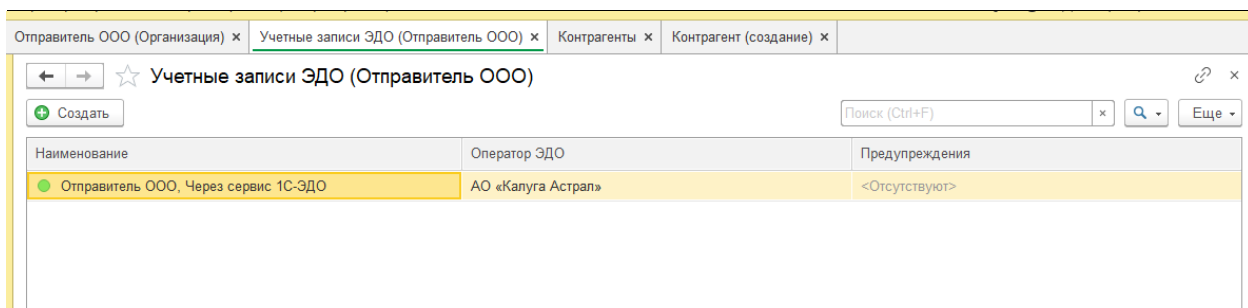 Отправитель ООО (Организация) × Учетные записи ЭДО (Отправитель ООО) × Контрагенты × Контрагент (создание) ×
Учетные записи ЭДО (Отправитель ООО)
Создать Поиск (Ctrl+F) × Еще
Наименование Оператор ЭДО Предупреждения
Отправитель ООО, Через сервис 1С-ЭДО АО «Калуга Астрал» <Отсутствуют>